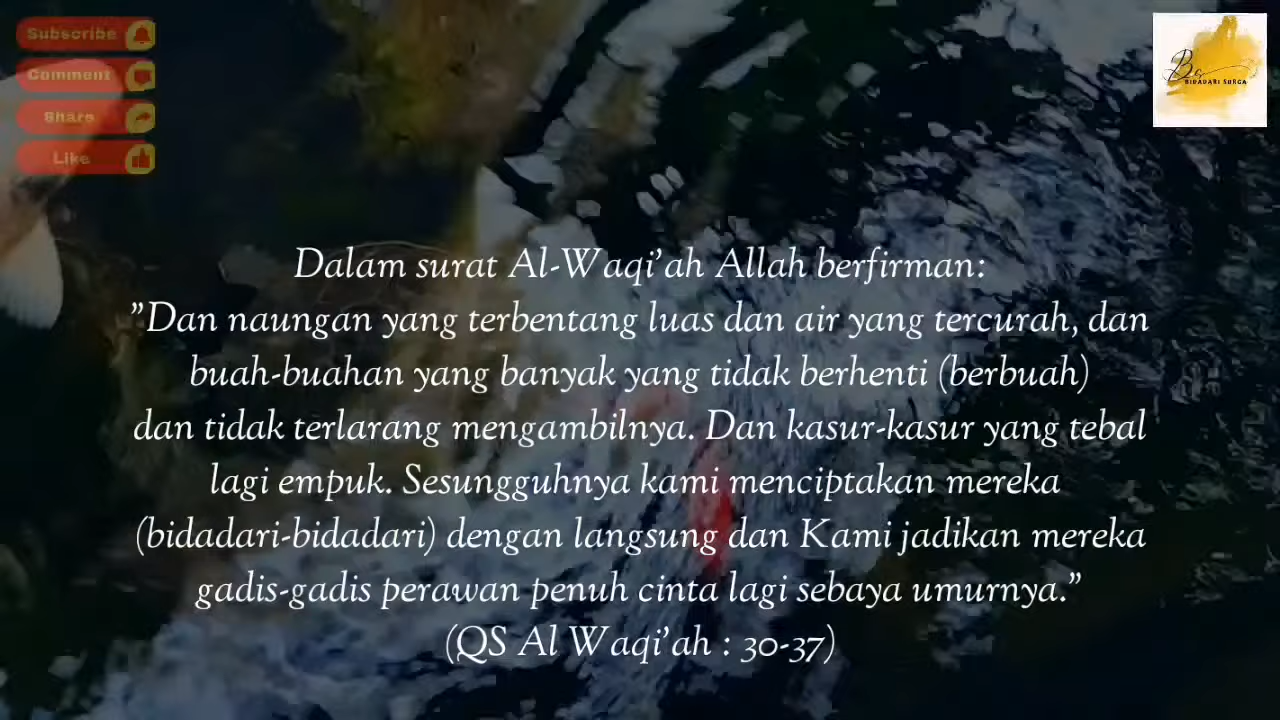 Subscribe
Comment
Share
Like
Bs
BIDADARI SURGA
Dalam surat Al-Waqi’ah Allah berfirman:
”Dan naungan yang terbentang luas dan air yang tercurah, dan
buah-buahan yang banyak yang tidak berhenti (berbuah)
dan tidak terlarang mengambilnya. Dan kasur-kasur yang tebal
lagi empuk. Sesungguhnya kami menciptakan mereka
(bidadari-bidadari) dengan langsung dan Kami jadikan mereka
gadis-gadis perawan penuh cinta lagi sebaya umurnya.”
(QS Al Waqi’ah : 30-37)